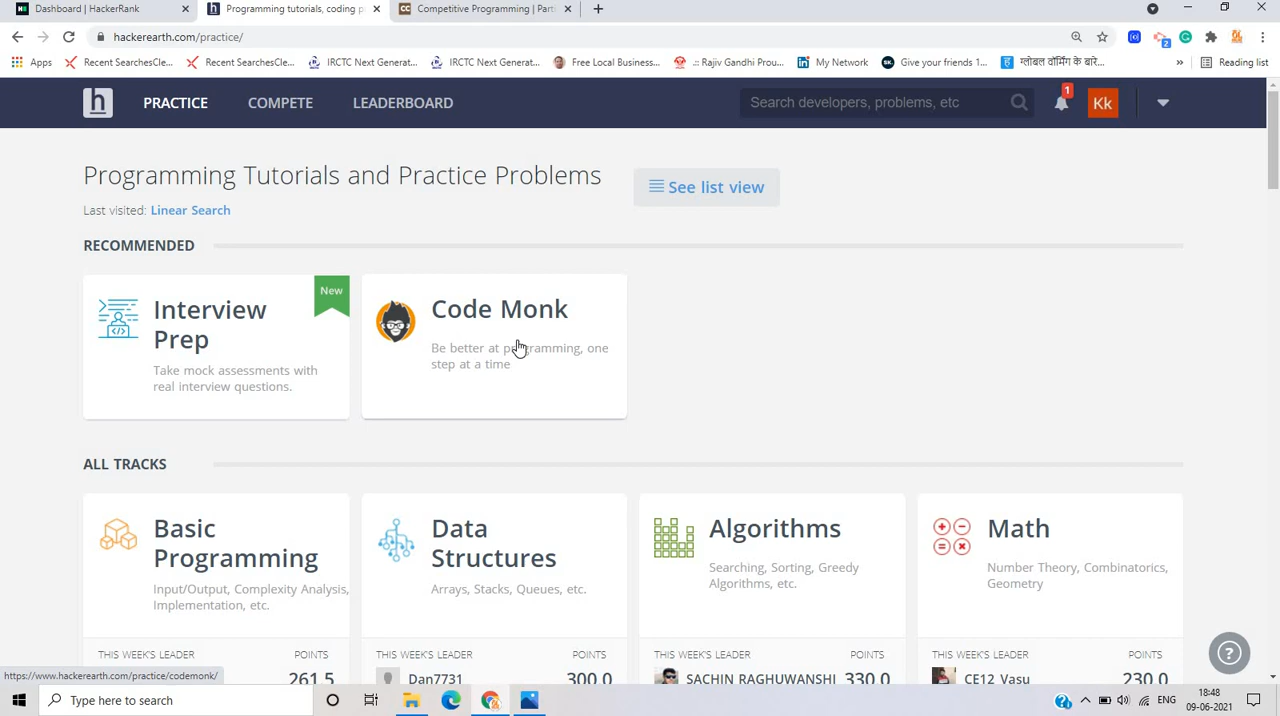 Dashboard | HackerRank
Programming tutorials, coding p
Competitive Programming | Parti
hackerearth.com/practice/
2
Apps
Recent SearchesCle...
Recent SearchesCle...
IRCTC Next Generat...
IRCTC Next Generat...
Free Local Business...
.:: Rajiv Gandhi Prou...
My Network
Give your friends 1...
ग्लोबल वॉर्मिंग के बारे...
»
Reading list
h
PRACTICE
COMPETE
LEADERBOARD
Search developers, problems, etc
1
Kk
Programming Tutorials and Practice Problems
See list view
Last visited: Linear Search
RECOMMENDED
Interview
Prep
New
Take mock assessments with
real interview questions.
Code Monk
Be better at programming, one
step at a time
ALL TRACKS
Basic
Programming
Input/Output, Complexity Analysis,
Implementation, etc.
Data
Structures
Arrays, Stacks, Queues, etc.
Algorithms
Searching, Sorting, Greedy
Algorithms, etc.
Math
Number Theory, Combinatorics,
Geometry
THIS WEEK'S LEADER POINTS
261.5
THIS WEEK'S LEADER POINTS
Dan7731 300.0
THIS WEEK'S LEADER POINTS
SACHIN RAGHUWANSHI 330.0
THIS WEEK'S LEADER POINTS
CE12_Vasu 230.0
https://www.hackerearth.com/practice/codemonk/
Type here to search
ENG
18:48
09-06-2021